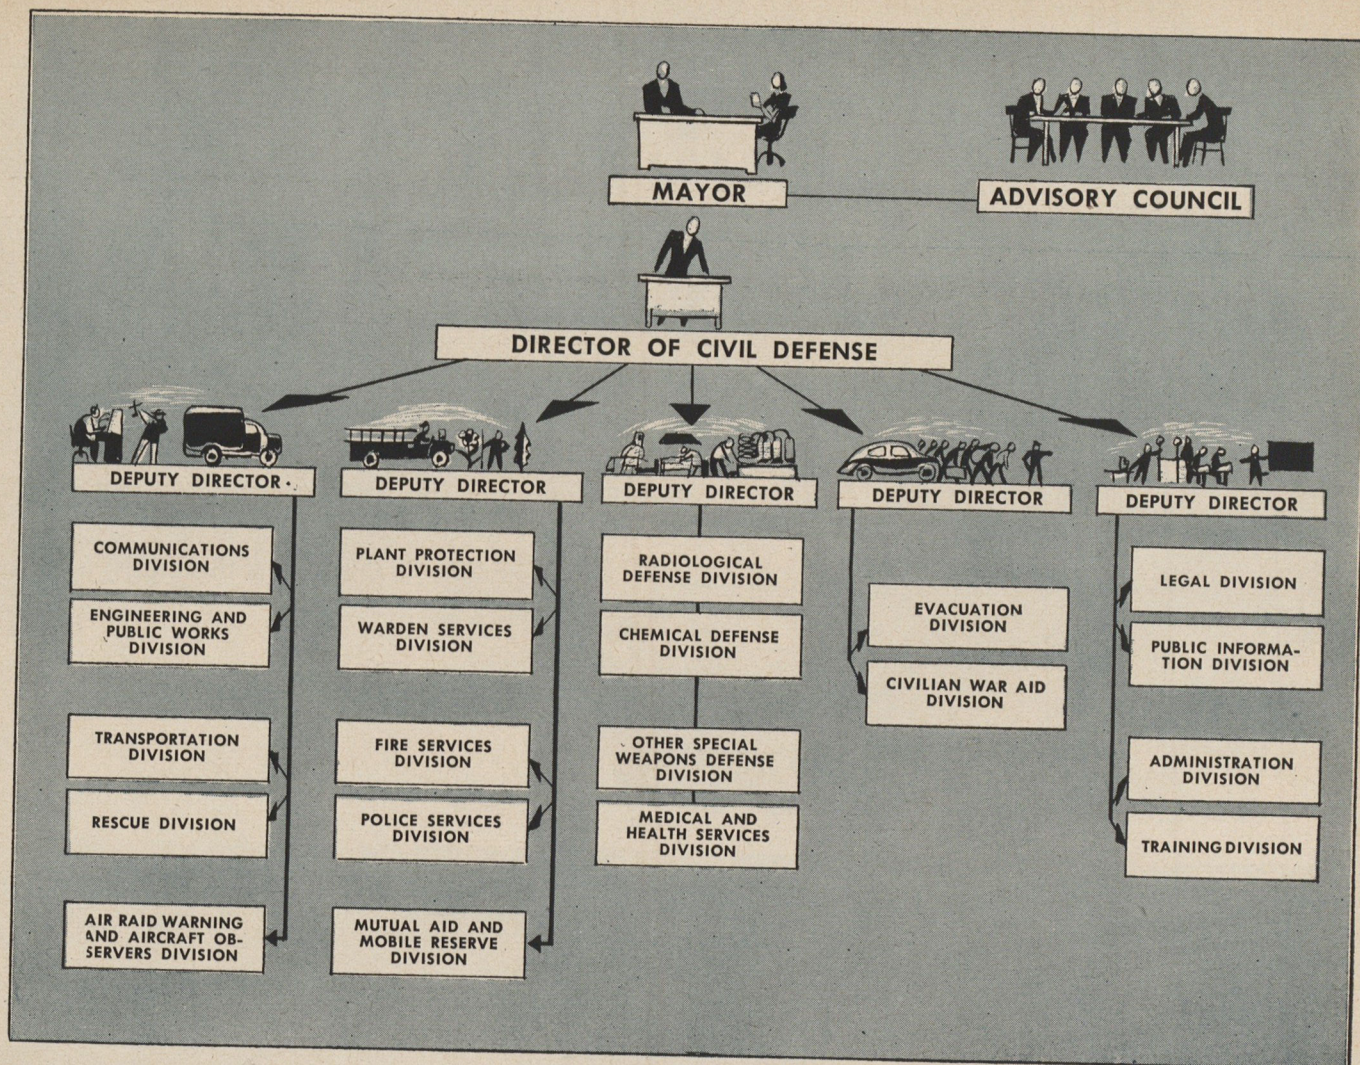 MAYOR
ADVISORY COUNCIL
DIRECTOR OF CIVIL DEFENSE
DEPUTY DIRECTOR
COMMUNICATIONS
DIVISION
ENGINEERING AND
PUBLIC WORKS
DIVISION
TRANSPORTATION
DIVISION
RESCUE DIVISION
AIR RAID WARNING
AND AIRCRAFT OB-
SERVERS DIVISION
DEPUTY DIRECTOR
PLANT PROTECTION
DIVISION
WARDEN SERVICES
DIVISION
FIRE SERVICES
DIVISION
POLICE SERVICES
DIVISION
MUTUAL AID AND
MOBILE RESERVE
DIVISION
DEPUTY DIRECTOR
RADIOLOGICAL
DEFENSE DIVISION
CHEMICAL DEFENSE
DIVISION
OTHER SPECIAL
WEAPONS DEFENSE
DIVISION
MEDICAL AND
HEALTH SERVICES
DIVISION
DEPUTY DIRECTOR
EVACUATION
DIVISION
CIVILIAN WAR AID
DIVISION
DEPUTY DIRECTOR
LEGAL DIVISION
PUBLIC INFORMA-
TION DIVISION
ADMINISTRATION
DIVISION
TRAINING DIVISION